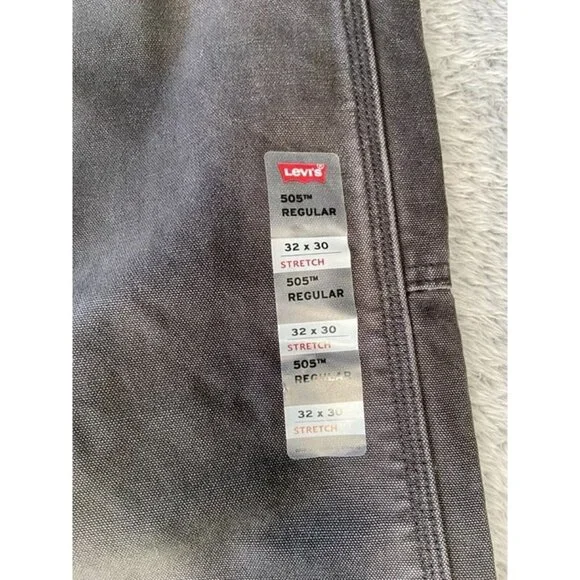 Levi's
505™
REGULAR
32 x 30
STRETCH
505™
REGULAR
32 x 30
STRETCH
505™
REGULAR
32 x 30
STRETCH